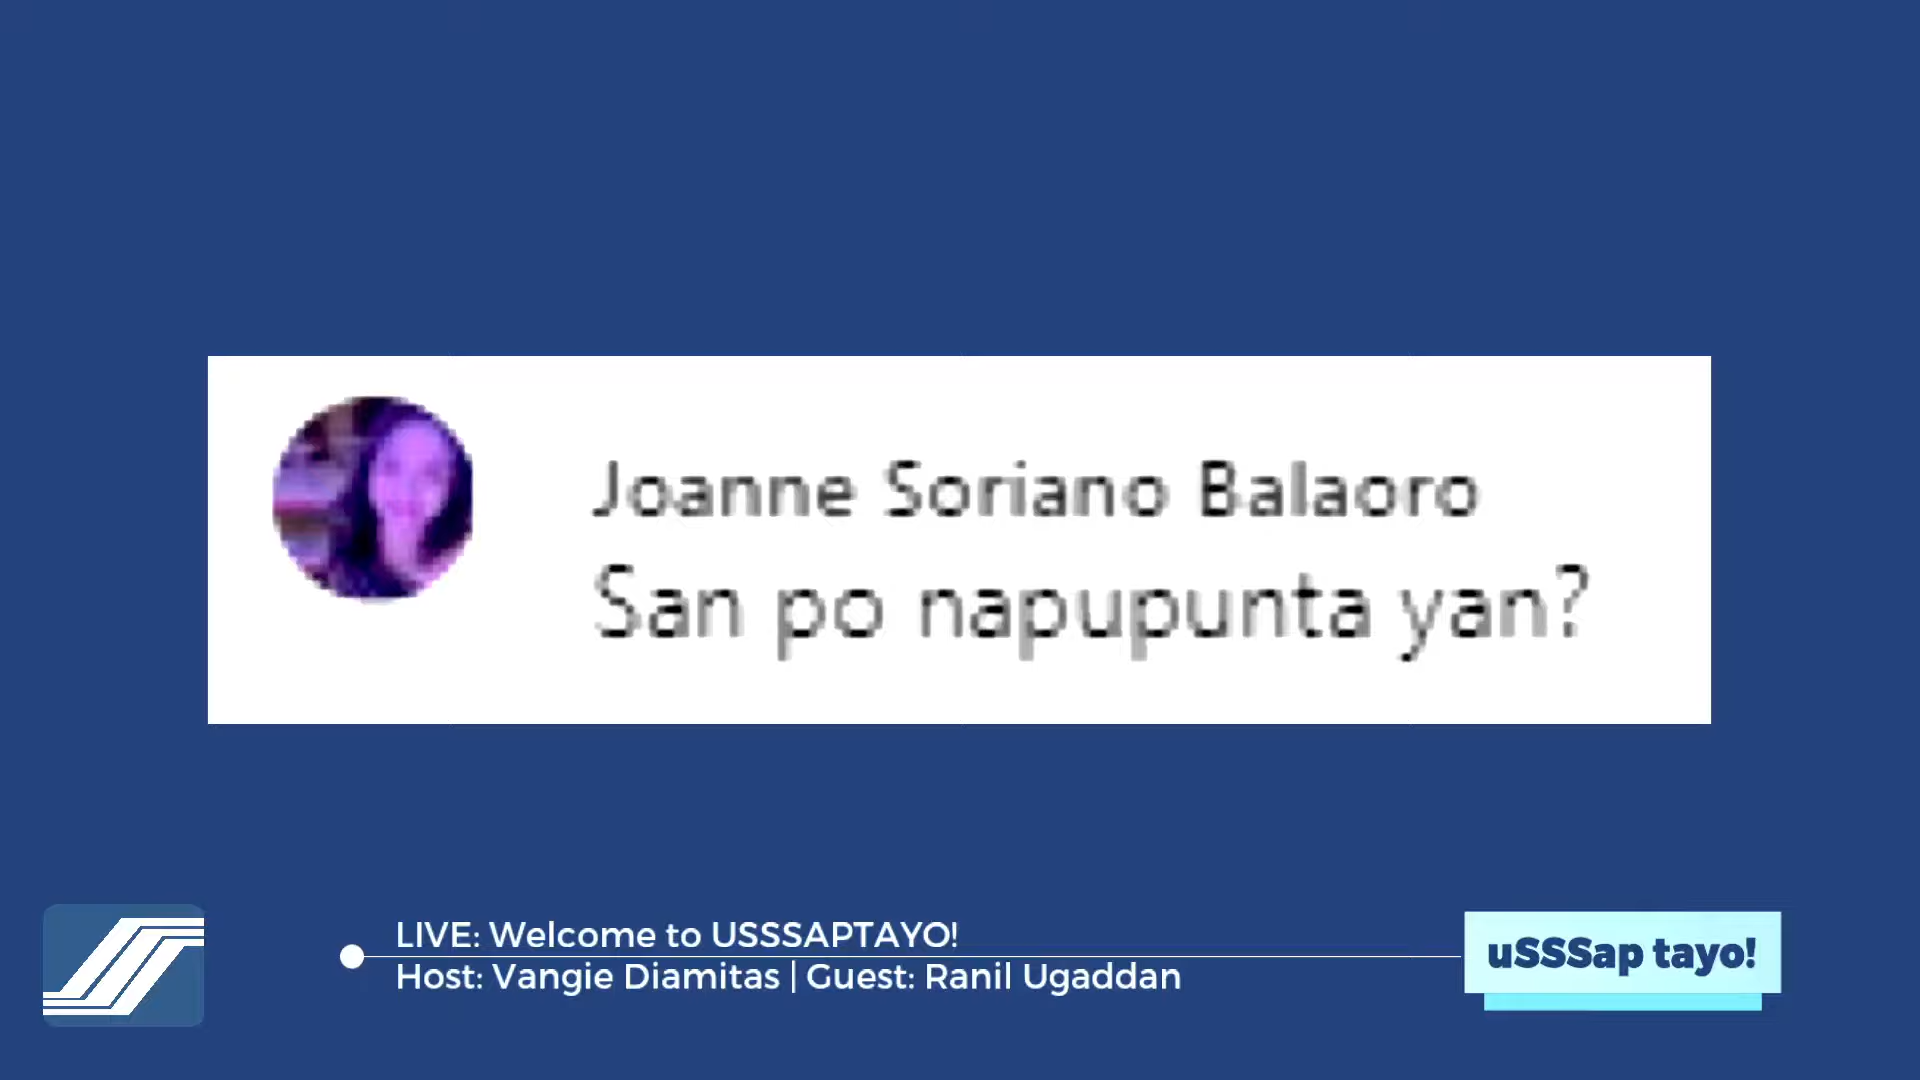 Joanne Soriano Balaoro
San po napupunta yan?
LIVE: Welcome to USSSAPTAYO!
Host: Vangie Diamitas | Guest: Ranil Ugaddan
uSSSap tayo!